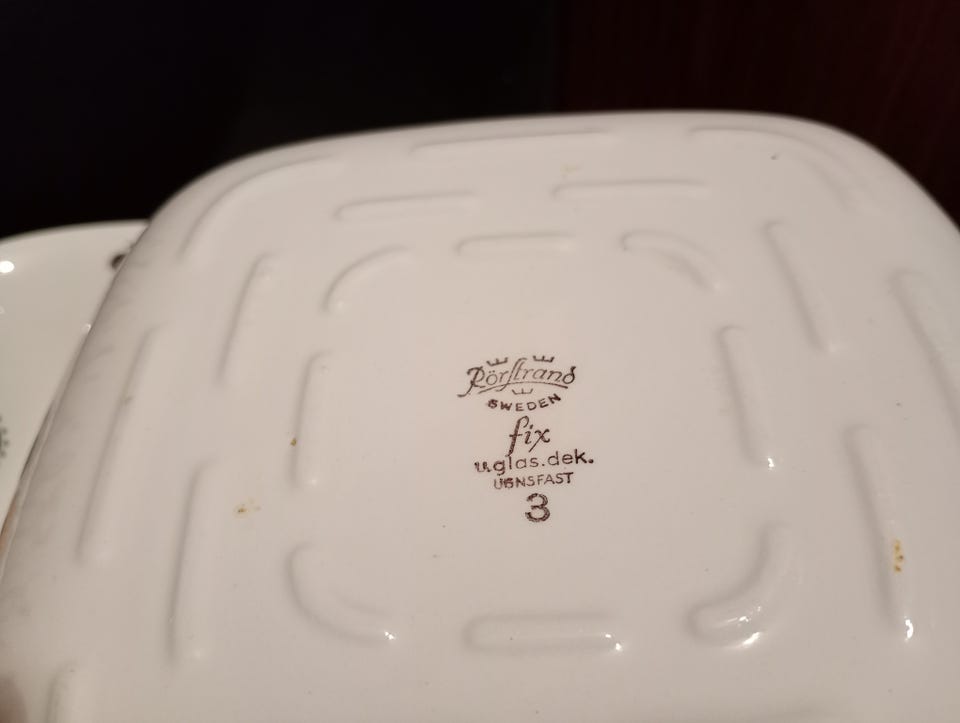 Rörstrand
SWEDEN
fix
u.glas.dek.
UGNSFAST
3